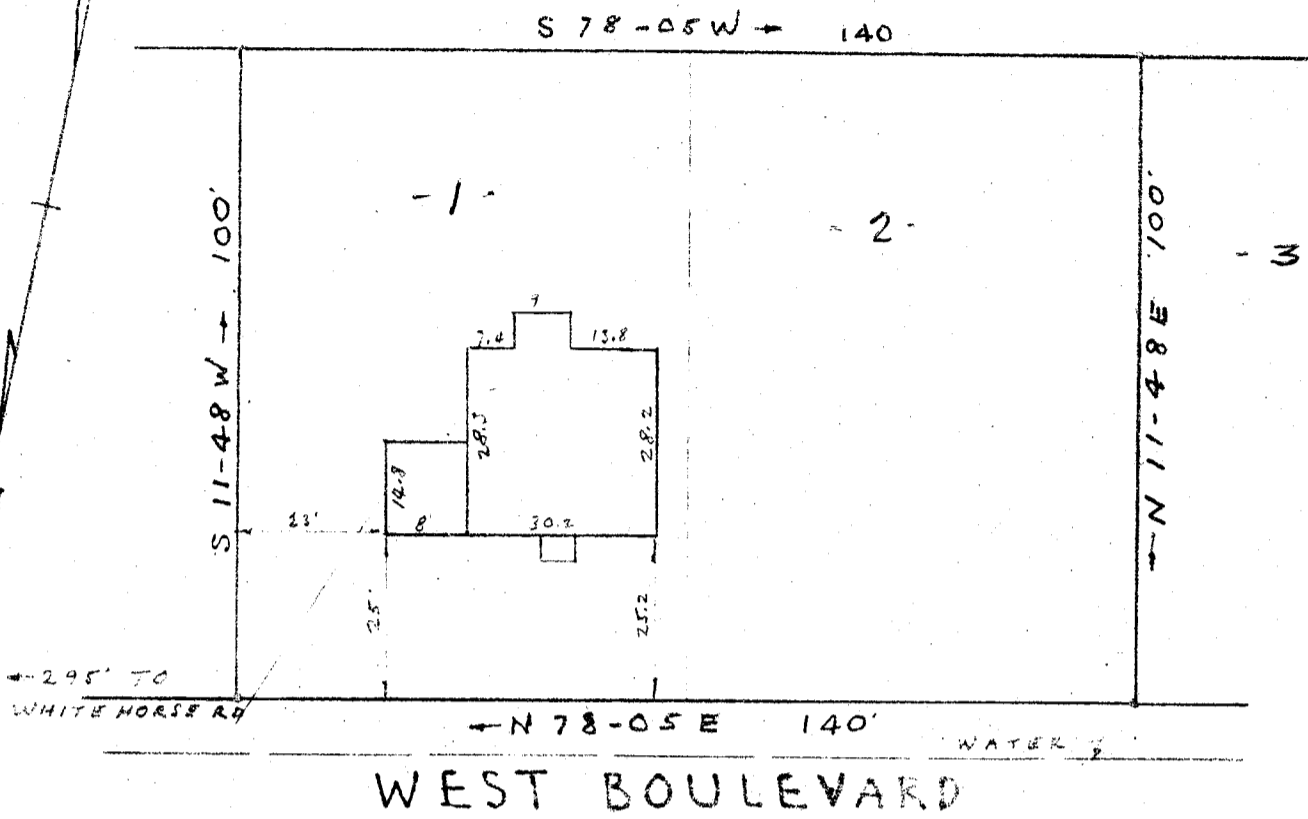 S 78-05 W → 140
S 11-48 W → 100'
- 1 -
- 2 -
- 3
← N 11-48 E 100'
9
7.4
13.8
28.3
28.2
14.8
23'
8
30.2
25'
25.2
←295' TO
WHITE HORSE RD
← N 78-05 E 140'
WATER
WEST BOULEVARD